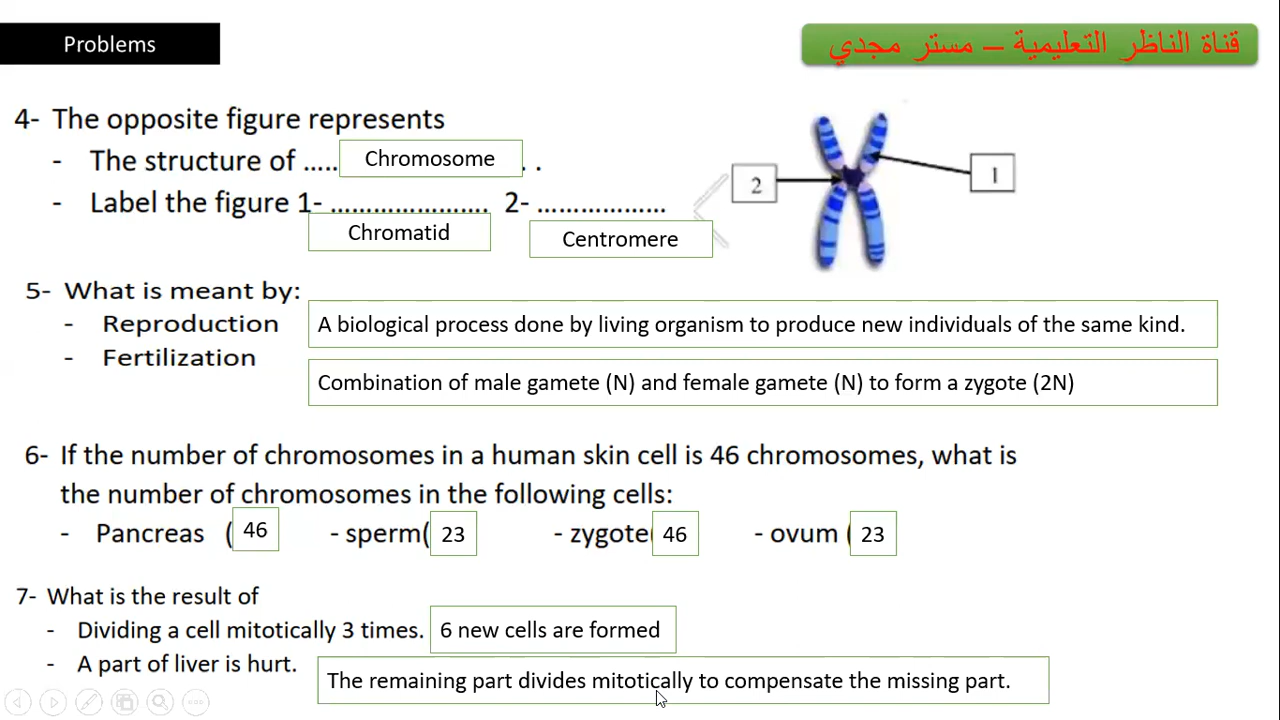 Problems
قناة الناظر التعليمية – مستر مجدي
4- The opposite figure represents
- The structure of ..... Chromosome . .
- Label the figure 1- ...................... 2- ..................
Chromatid
Centromere
2
1
5- What is meant by:
- Reproduction
A biological process done by living organism to produce new individuals of the same kind.
- Fertilization
Combination of male gamete (N) and female gamete (N) to form a zygote (2N)
6- If the number of chromosomes in a human skin cell is 46 chromosomes, what is
the number of chromosomes in the following cells:
- Pancreas ( 46 - sperm( 23 - zygote( 46 - ovum ( 23
7- What is the result of
- Dividing a cell mitotically 3 times. 6 new cells are formed
- A part of liver is hurt.
The remaining part divides mitotically to compensate the missing part.